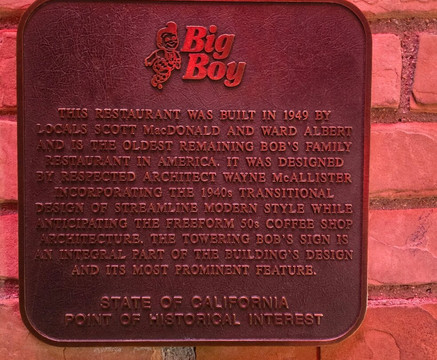 Big
Boy
THIS RESTAURANT WAS BUILT IN 1949 BY
LOCALS SCOTT MacDONALD AND WARD ALBERT
AND IS THE OLDEST REMAINING BOB'S FAMILY
RESTAURANT IN AMERICA. IT WAS DESIGNED
BY RESPECTED ARCHITECT WAYNE McALLISTER
INCORPORATING THE 1940s TRANSITIONAL
DESIGN OF STREAMLINE MODERN STYLE WHILE
ANTICIPATING THE FREEFORM 50s COFFEE SHOP
ARCHITECTURE. THE TOWERING BOB'S SIGN IS
AN INTEGRAL PART OF THE BUILDING'S DESIGN
AND ITS MOST PROMINENT FEATURE.
STATE OF CALIFORNIA
POINT OF HISTORICAL INTEREST